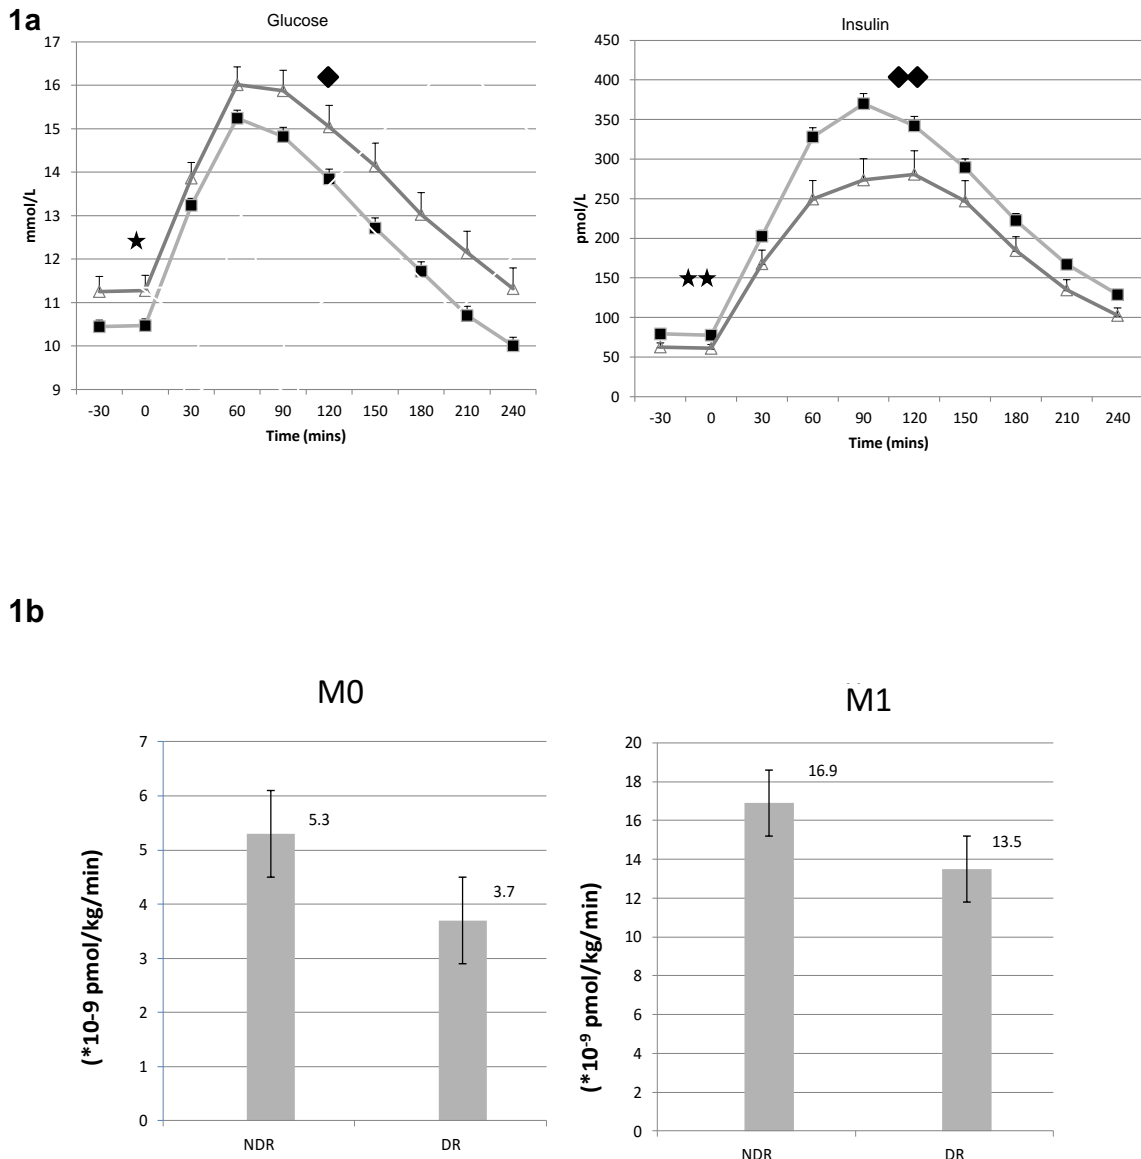 1a
Glucose
mmol/L
17
16
15
14
13
12
11
10
9
-30 0 30 60 90 120 150 180 210 240
Time (mins)
Insulin
pmol/L
450
400
350
300
250
200
150
100
50
0
-30 0 30 60 90 120 150 180 210 240
Time (mins)
1b
M0
(*10-9 pmol/kg/min)
7
6
5
4
3
2
1
0
5.3
3.7
NDR DR
M1
(*10⁻⁹ pmol/kg/min)
20
18
16
14
12
10
8
6
4
2
0
16.9
13.5
NDR DR